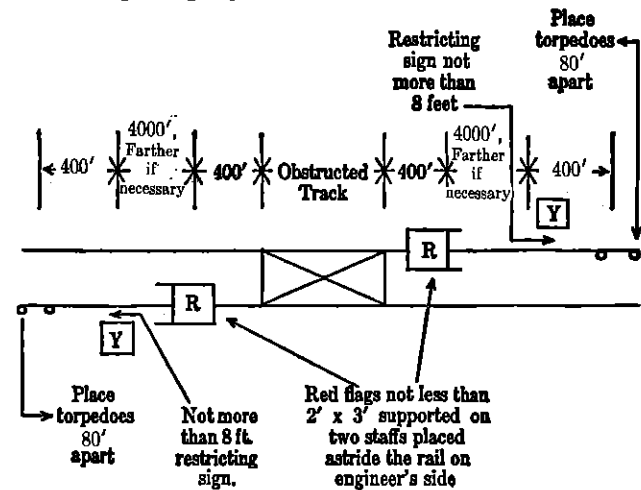 Place
torpedoes
80'
apart
Restricting
sign not
more than
8 feet
400'
4000',
Farther
if
necessary
400'
Obstructed
Track
400'
4000',
Farther
if
necessary
400'
Y
R
R
Y
Place
torpedoes
80'
apart
Not more
than 8 ft.
restricting
sign.
Red flags not less than
2' x 3' supported on
two staffs placed
astride the rail on
engineer's side